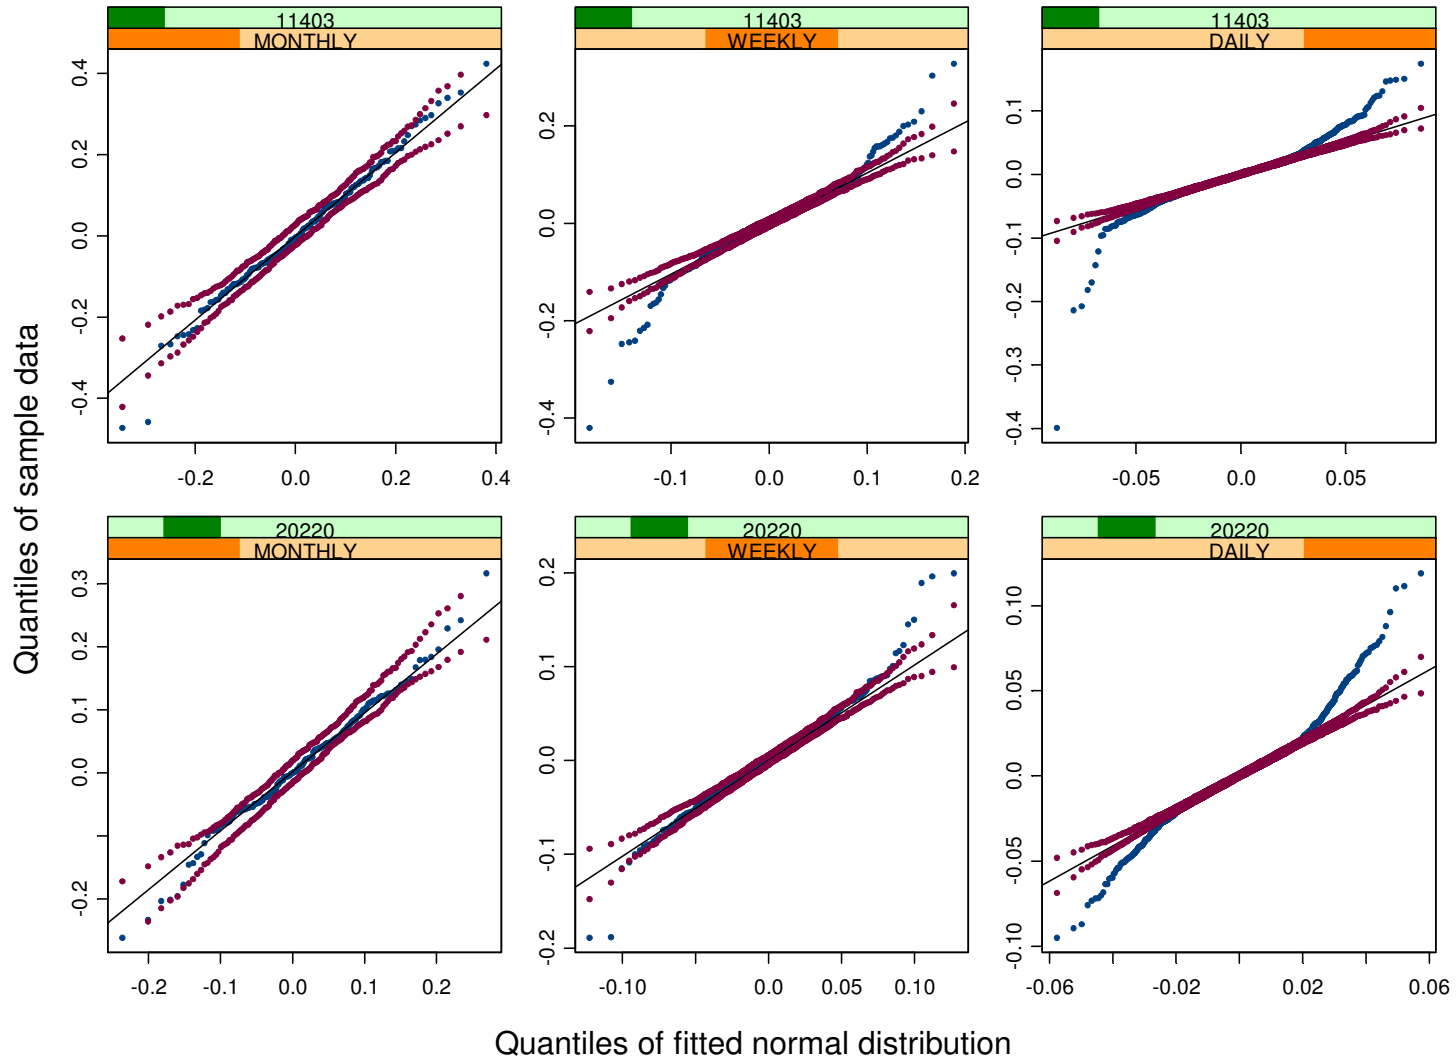 11403
MONTHLY
11403
WEEKLY
11403
DAILY
0.4
0.2
0.0
-0.2
-0.4
-0.2 0.0 0.2 0.4
0.2
0.0
-0.2
-0.4
-0.1 0.0 0.1 0.2
0.1
0.0
-0.1
-0.2
-0.3
-0.4
-0.05 0.0 0.05
20220
MONTHLY
20220
WEEKLY
20220
DAILY
0.3
0.2
0.1
0.0
-0.2
-0.2 -0.1 0.0 0.1 0.2
0.2
0.1
0.0
-0.1
-0.2
-0.10 0.0 0.05 0.10
0.10
0.05
0.0
-0.05
-0.10
-0.06 -0.02 0.02 0.06
Quantiles of sample data
Quantiles of fitted normal distribution